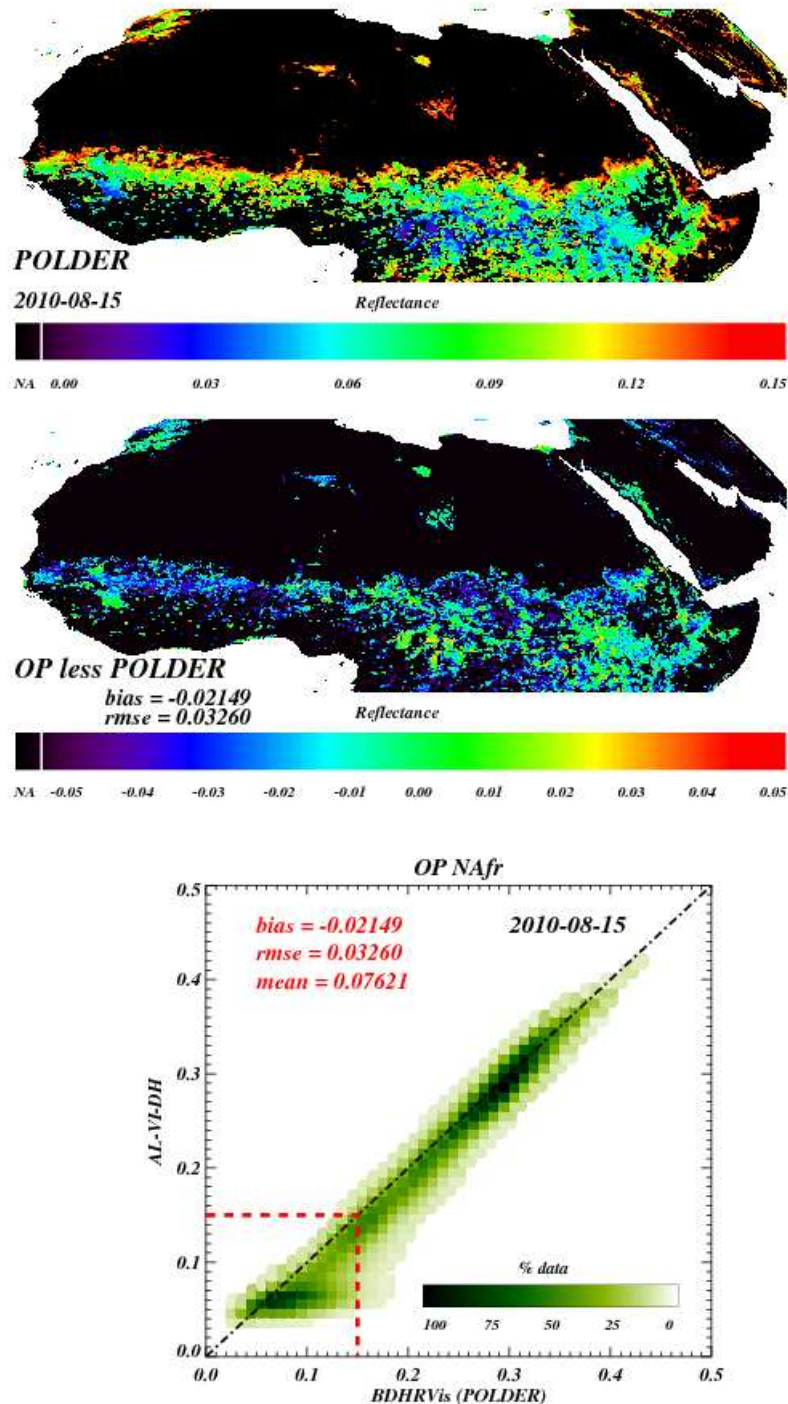 POLDER
2010-08-15
Reflectance
NA 0.00 0.03 0.06 0.09 0.12 0.15
OP less POLDER
bias = -0.02149
rmse = 0.03260
Reflectance
NA -0.05 -0.04 -0.03 -0.02 -0.01 0.00 0.01 0.02 0.03 0.04 0.05
OP NAfr
0.5
bias = -0.02149
2010-08-15
rmse = 0.03260
mean = 0.07621
0.4
0.3
AL-VI-DH
0.2
0.1
% data
100 75 50 25 0
0.0
0.0 0.1 0.2 0.3 0.4 0.5
BDHRVis (POLDER)